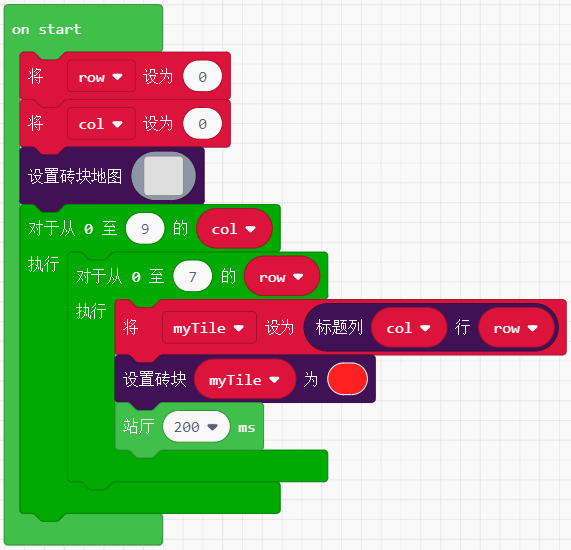 on start
将 row 设为 0
将 col 设为 0
设置砖块地图
对于从 0 至 9 的 col
执行 对于从 0 至 7 的 row
执行 将 myTile 设为 标题列 col 行 row
设置砖块 myTile 为
站厅 200 ms